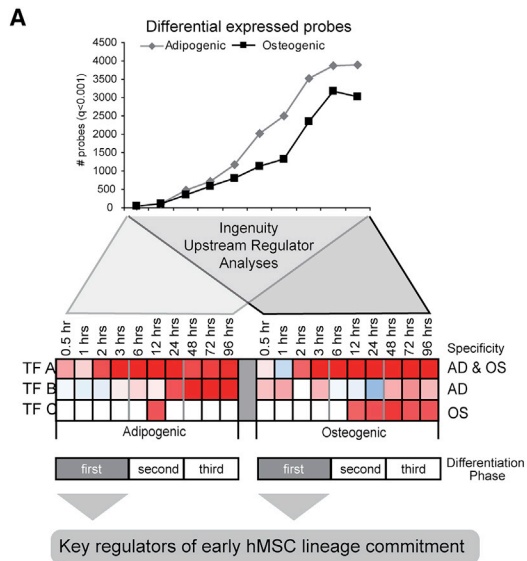 A
Differential expressed probes
Adipogenic Osteogenic
# probes (q<0.001)
4500
4000
3500
3000
2500
2000
1500
1000
500
0
Ingenuity
Upstream Regulator
Analyses
0.5 hr 1 hrs 2 hrs 3 hrs 6 hrs 12 hrs 24 hrs 48 hrs 72 hrs 96 hrs 0.5 hr 1 hrs 2 hrs 3 hrs 6 hrs 12 hrs 24 hrs 48 hrs 72 hrs 96 hrs Specificity
TF A AD & OS
TF B AD
TF C OS
Adipogenic Osteogenic
first second third first second third Differentiation
Phase
Key regulators of early hMSC lineage commitment